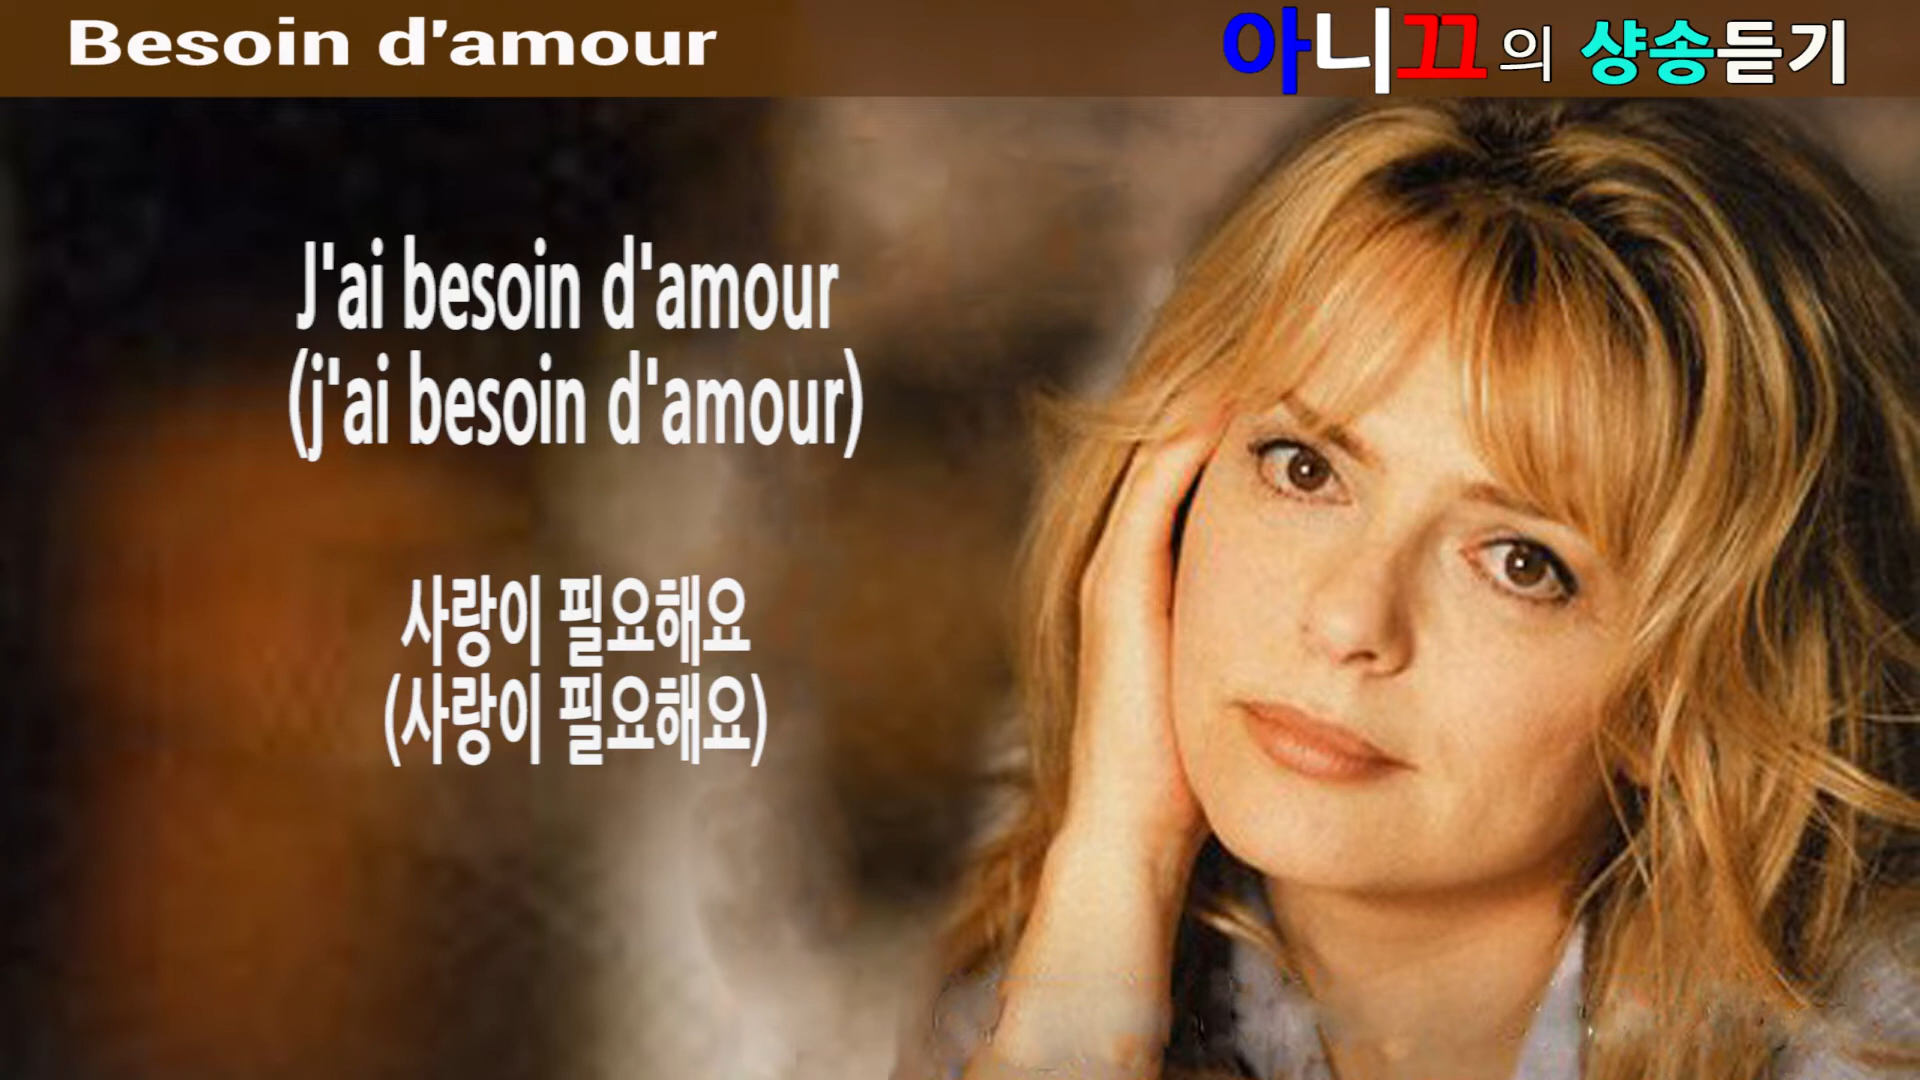 Besoin d'amour
아니끄의 샹송듣기
J'ai besoin d'amour
(j'ai besoin d'amour)
사랑이 필요해요
(사랑이 필요해요)